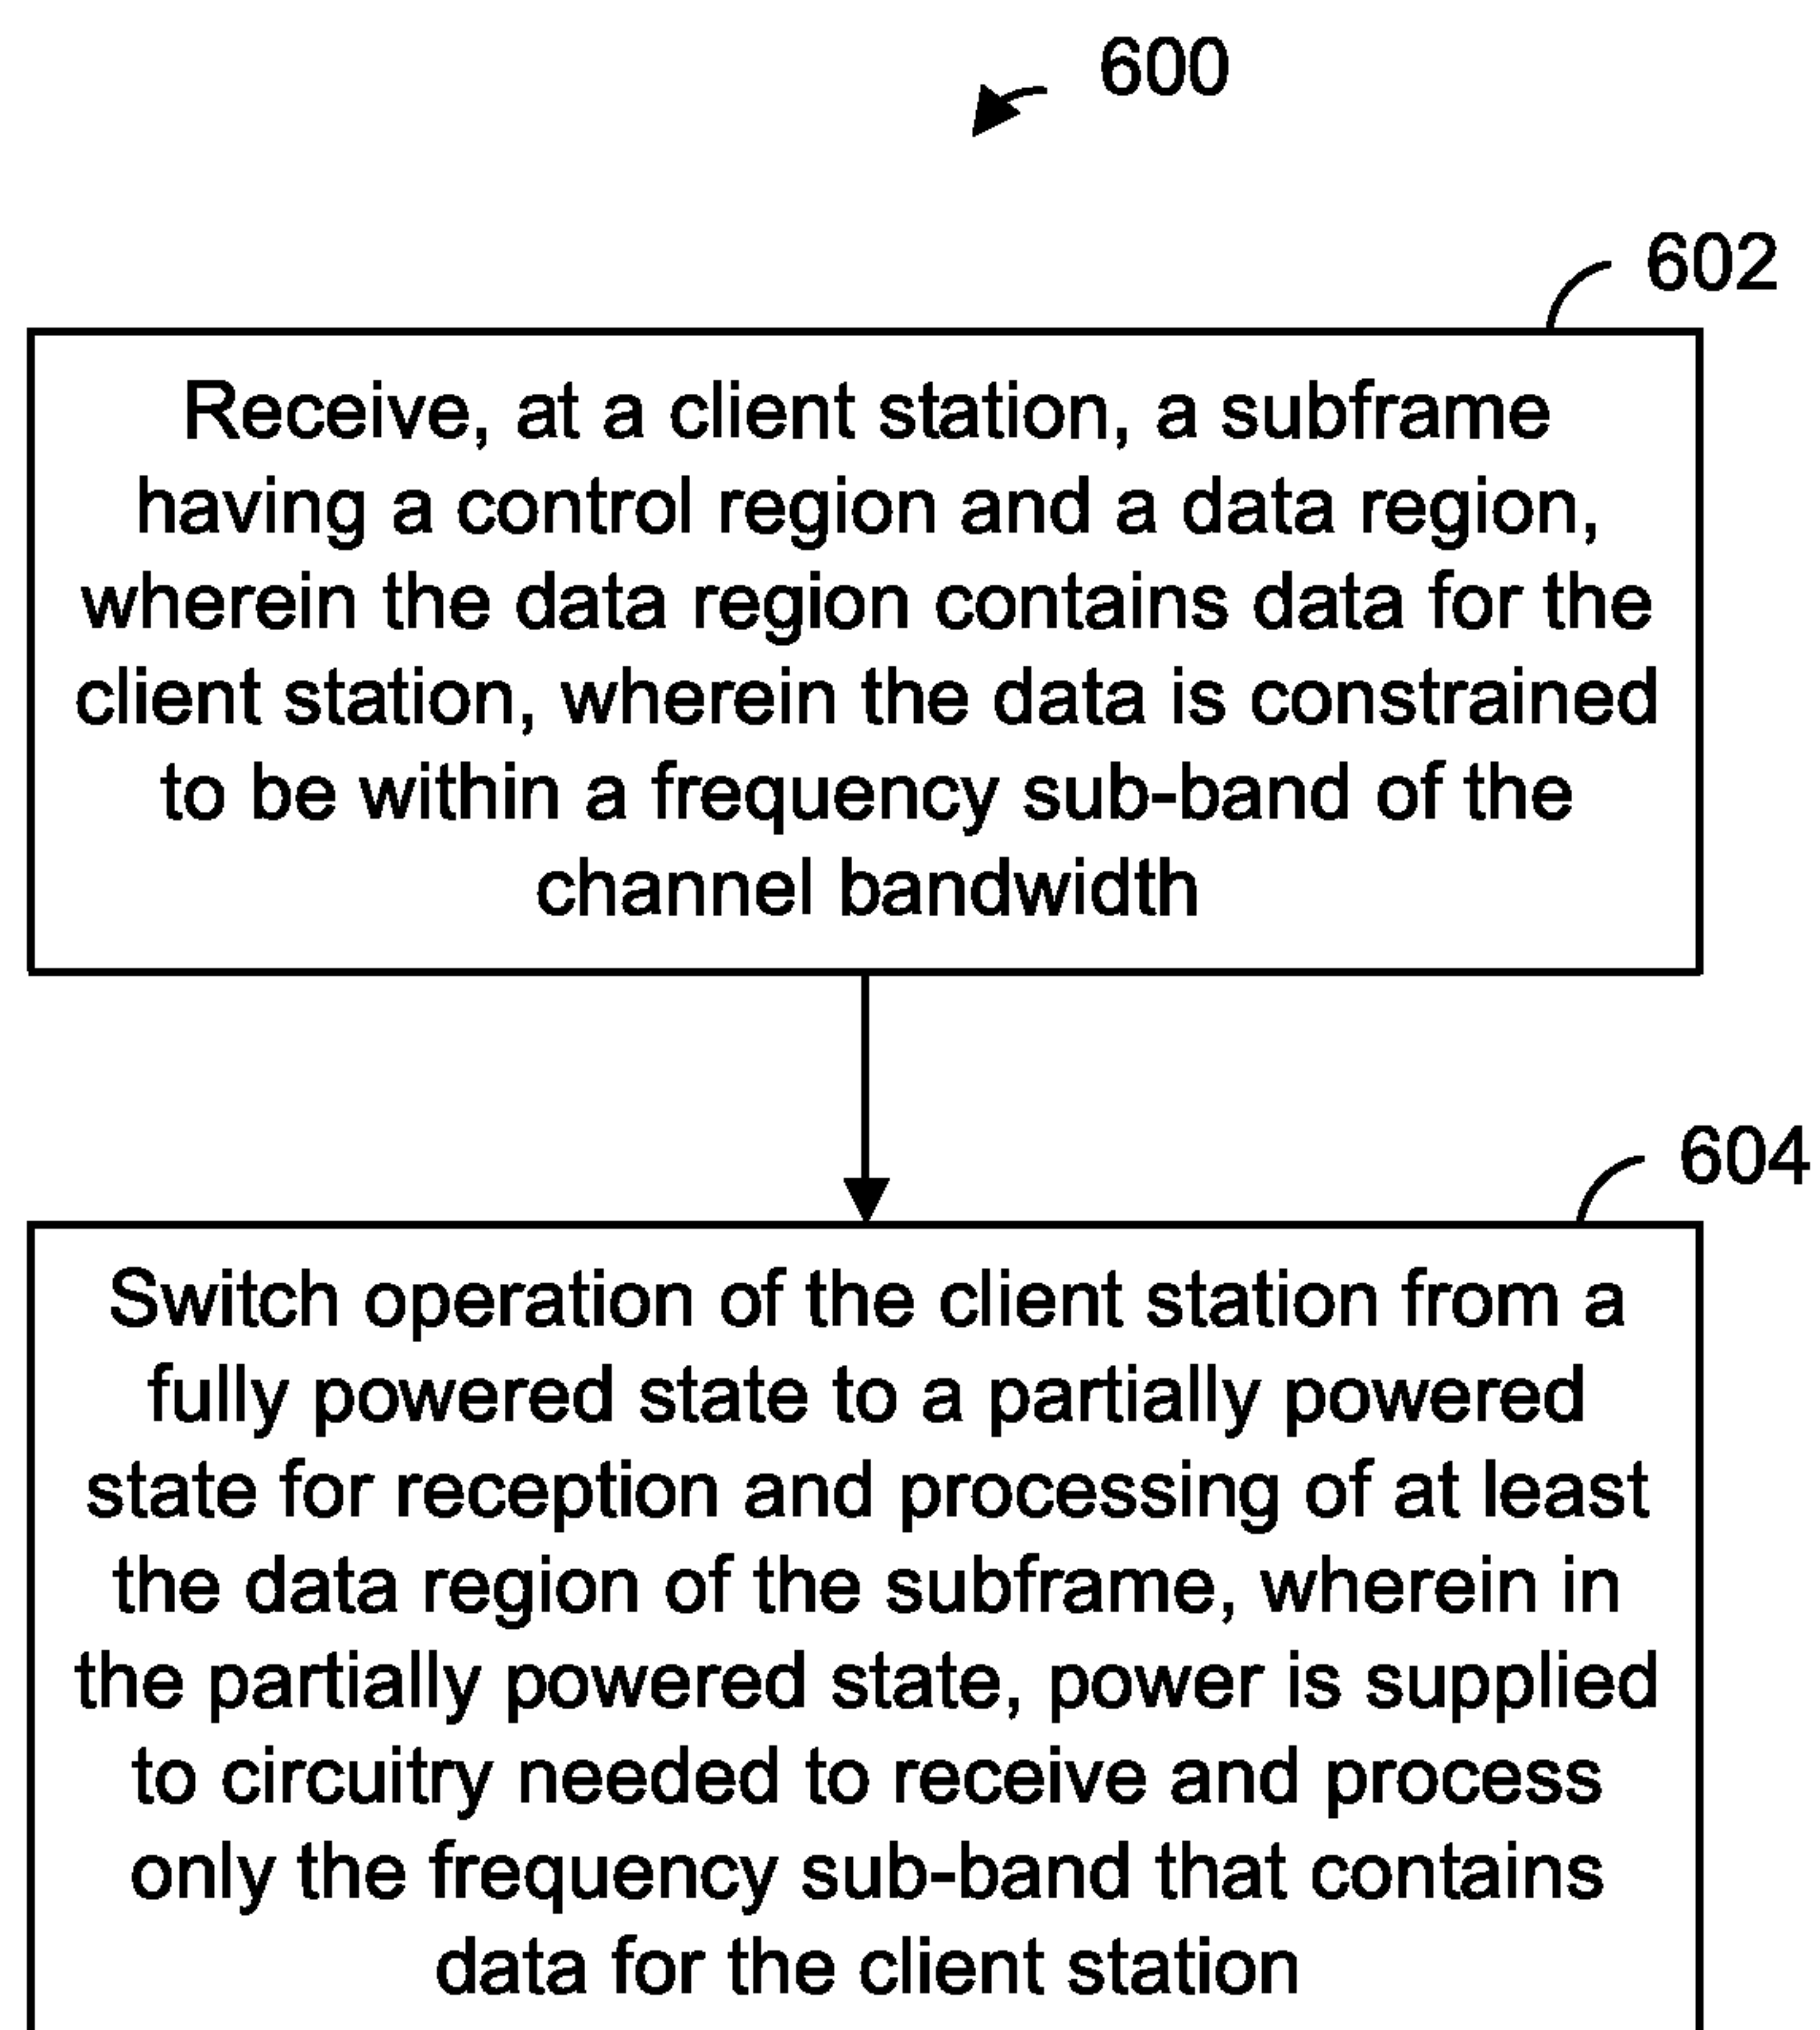 600
602
Receive, at a client station, a subframe
having a control region and a data region,
wherein the data region contains data for the
client station, wherein the data is constrained
to be within a frequency sub-band of the
channel bandwidth
604
Switch operation of the client station from a
fully powered state to a partially powered
state for reception and processing of at least
the data region of the subframe, wherein in
the partially powered state, power is supplied
to circuitry needed to receive and process
only the frequency sub-band that contains
data for the client station